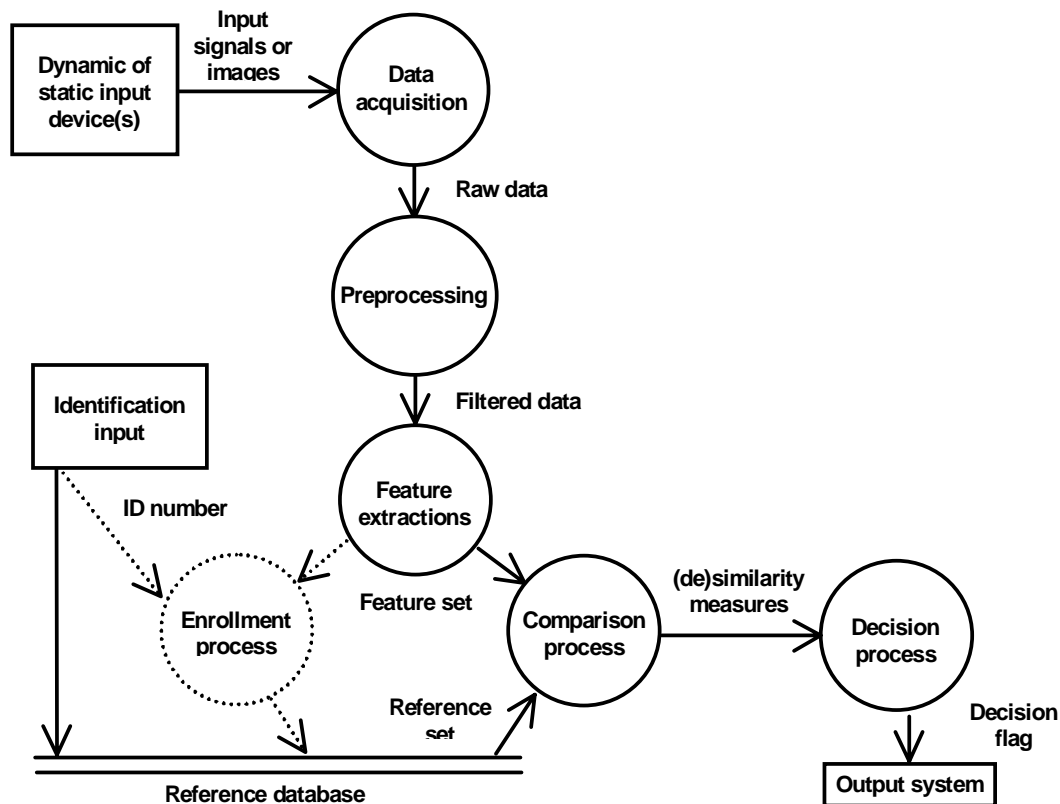 Input
signals or
images
Dynamic of
static input
device(s)
Data
acquisition
Raw data
Preprocessing
Filtered data
Identification
input
ID number
Feature
extractions
Feature set
Enrollment
process
Comparison
process
(de)similarity
measures
Decision
process
Reference
set
Decision
flag
Output system
Reference database